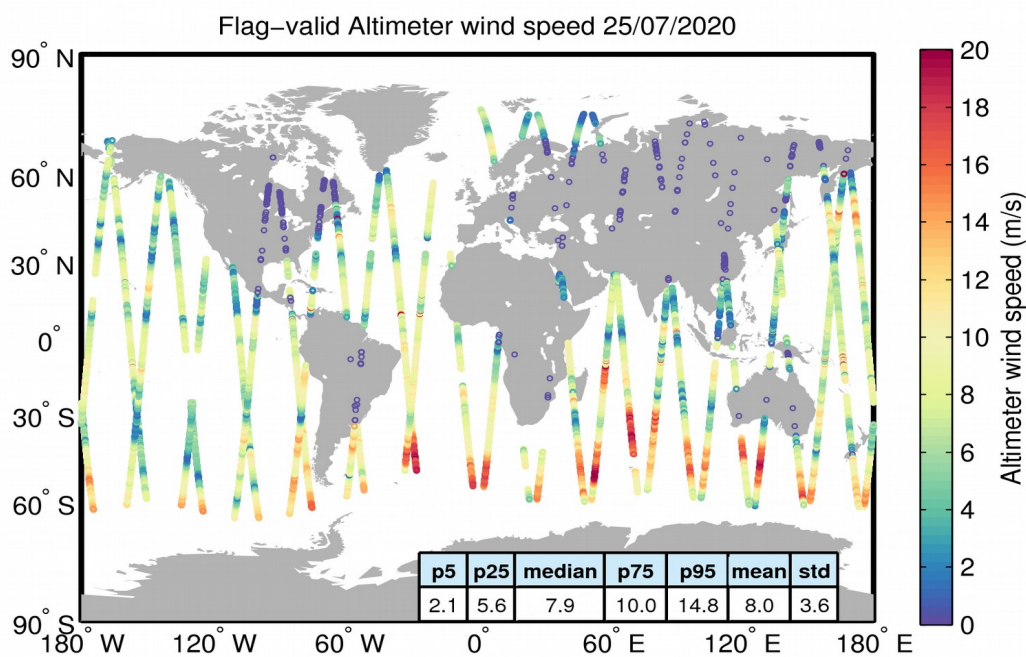 Flag−valid Altimeter wind speed 25/07/2020
90° N
60° N
30° N
0°
30° S
60° S
90° S
180° W
120° W
60° W
0°
60° E
120° E
180° E
p5 p25 median p75 p95 mean std
2.1 5.6 7.9 10.0 14.8 8.0 3.6
20
18
16
14
12
10
8
6
4
2
0
Altimeter wind speed (m/s)